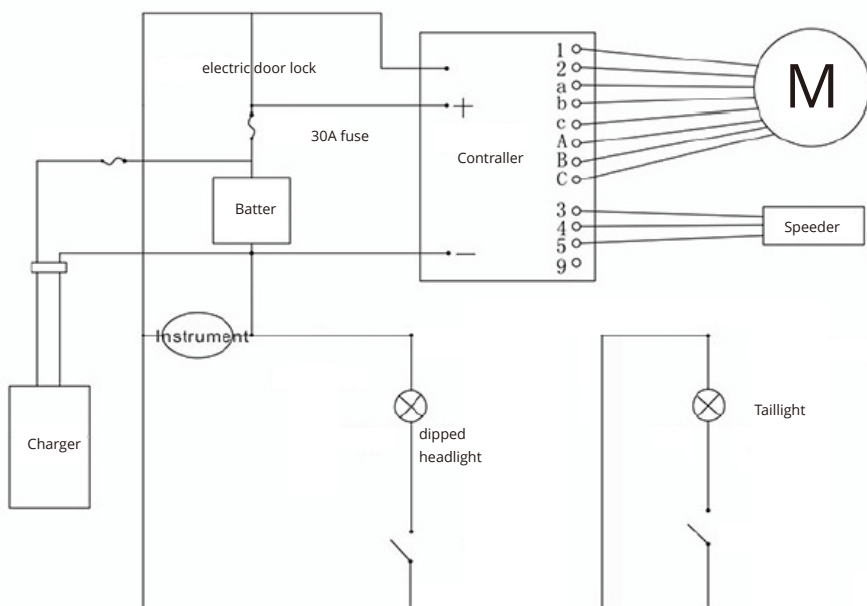 electric door lock
30A fuse
Batter
Instrument
Charger
+
−
Contraller
1
2
a
b
c
A
B
C
3
4
5
9
M
Speeder
dipped
headlight
Taillight